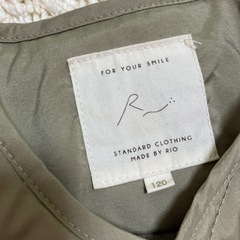 FOR YOUR SMILE
STANDARD CLOTHING
MADE BY RIO
120